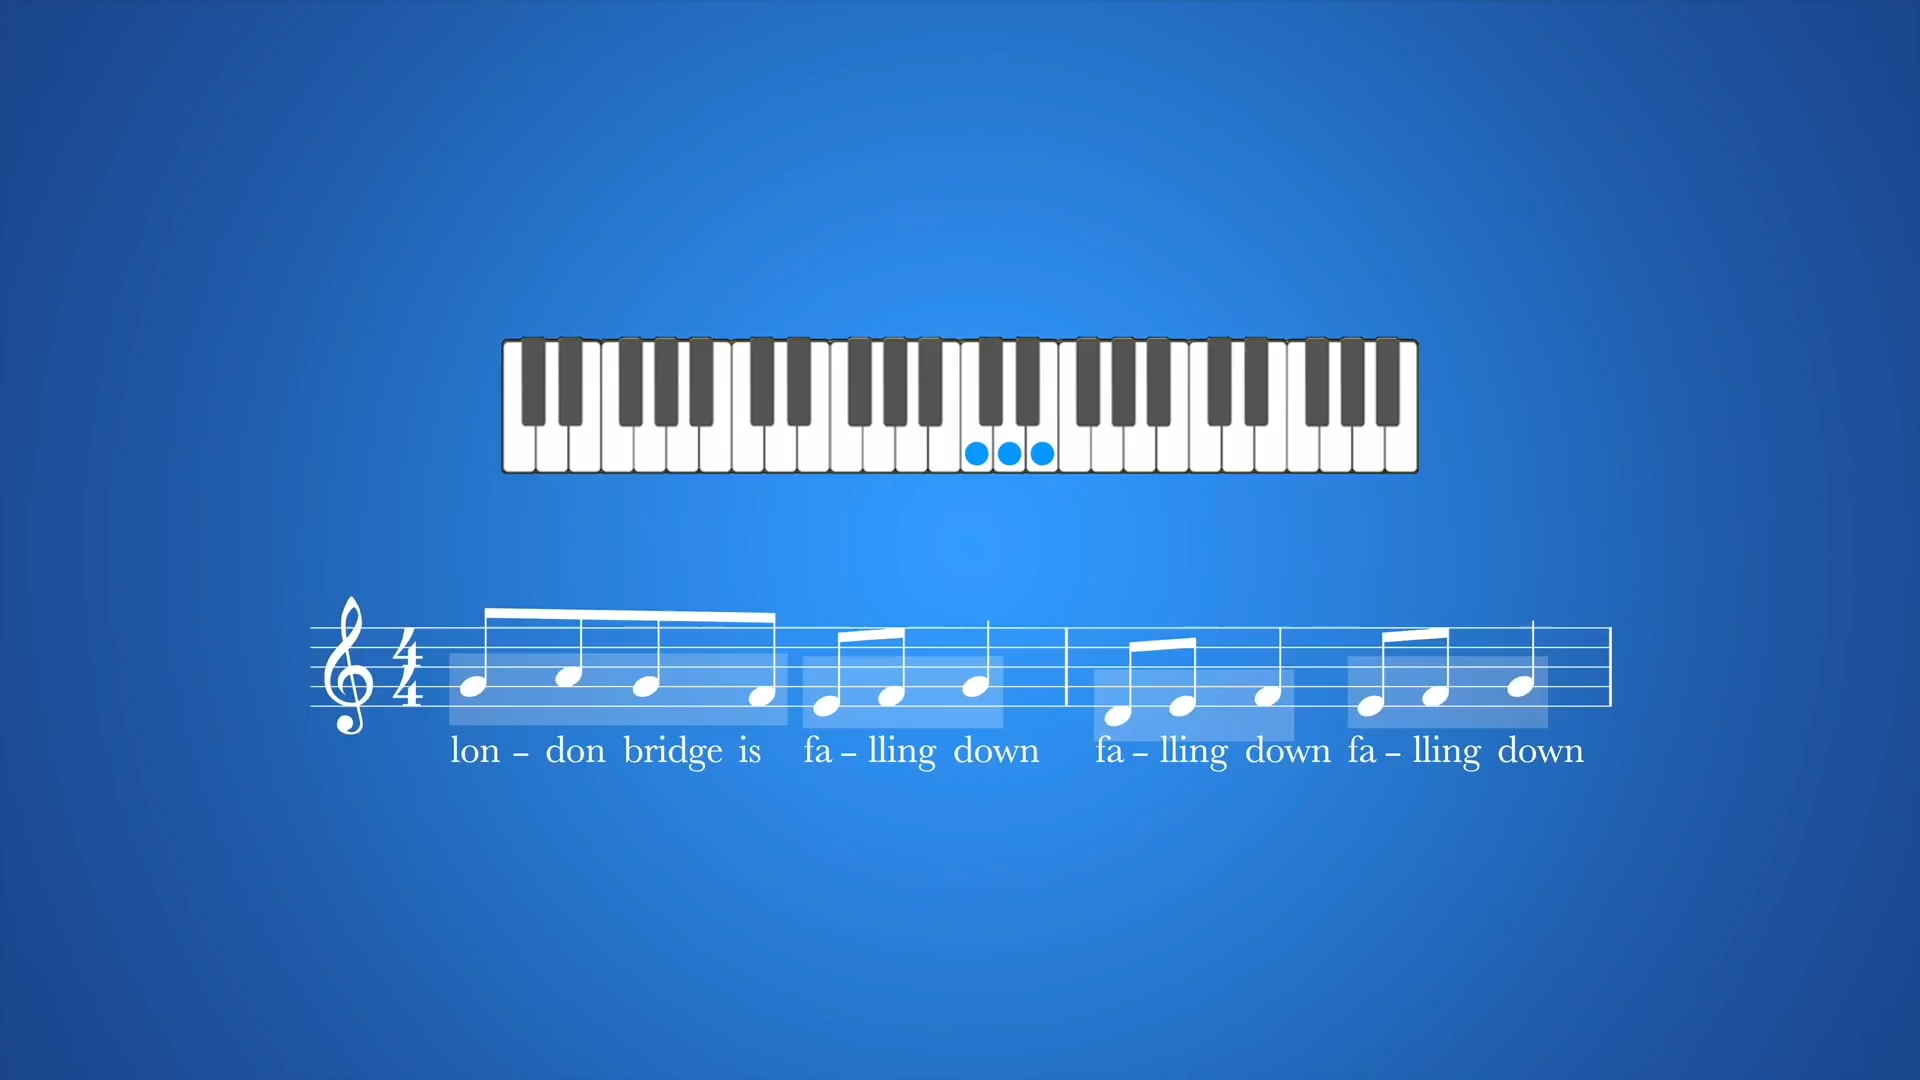 4
4
lon – don bridge is fa – lling down fa – lling down fa – lling down